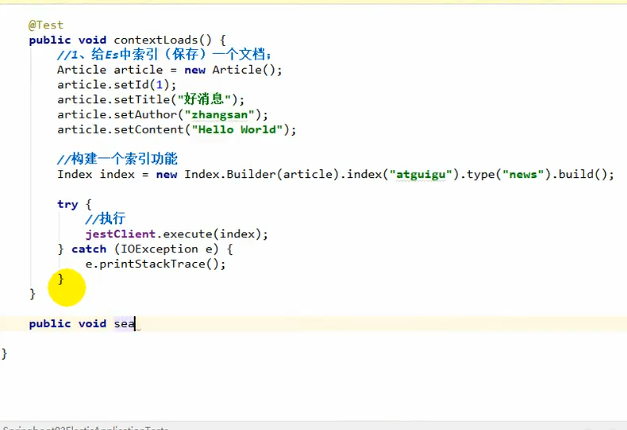 @Test
public void contextLoads() {
//1、给Es中索引（保存）一个文档；
Article article = new Article();
article.setId(1);
article.setTitle("好消息");
article.setAuthor("zhangsan");
article.setContent("Hello World");
//构建一个索引功能
Index index = new Index.Builder(article).index("atguigu").type("news").build();
try {
//执行
jestClient.execute(index);
} catch (IOException e) {
e.printStackTrace();
}
}
public void sea
}